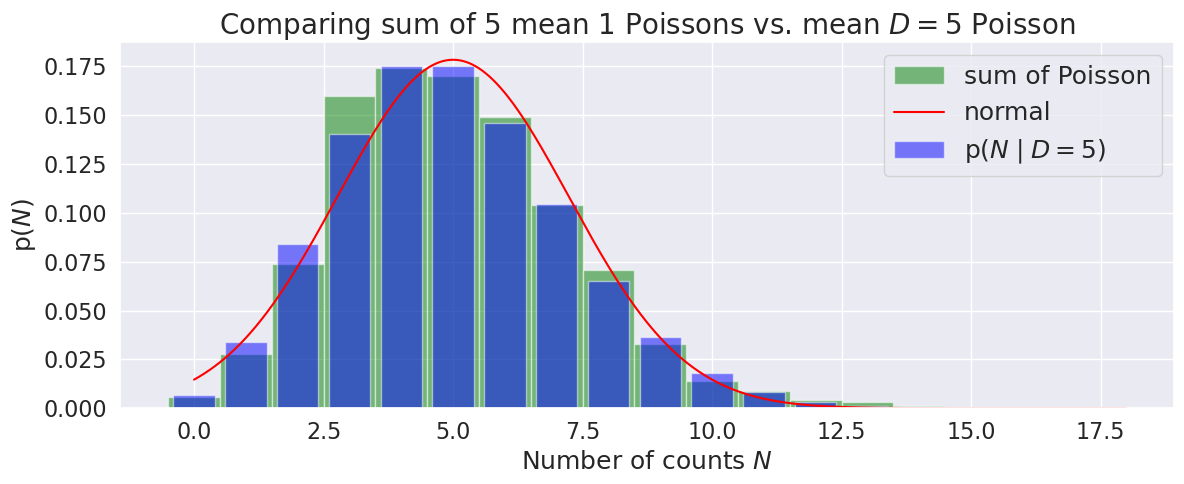 Comparing sum of 5 mean 1 Poissons vs. mean $D = 5$ Poisson
sum of Poisson
normal
p($N$ | $D = 5$)
p($N$)
0.175
0.150
0.125
0.100
0.075
0.050
0.025
0.000
0.0 2.5 5.0 7.5 10.0 12.5 15.0 17.5
Number of counts $N$